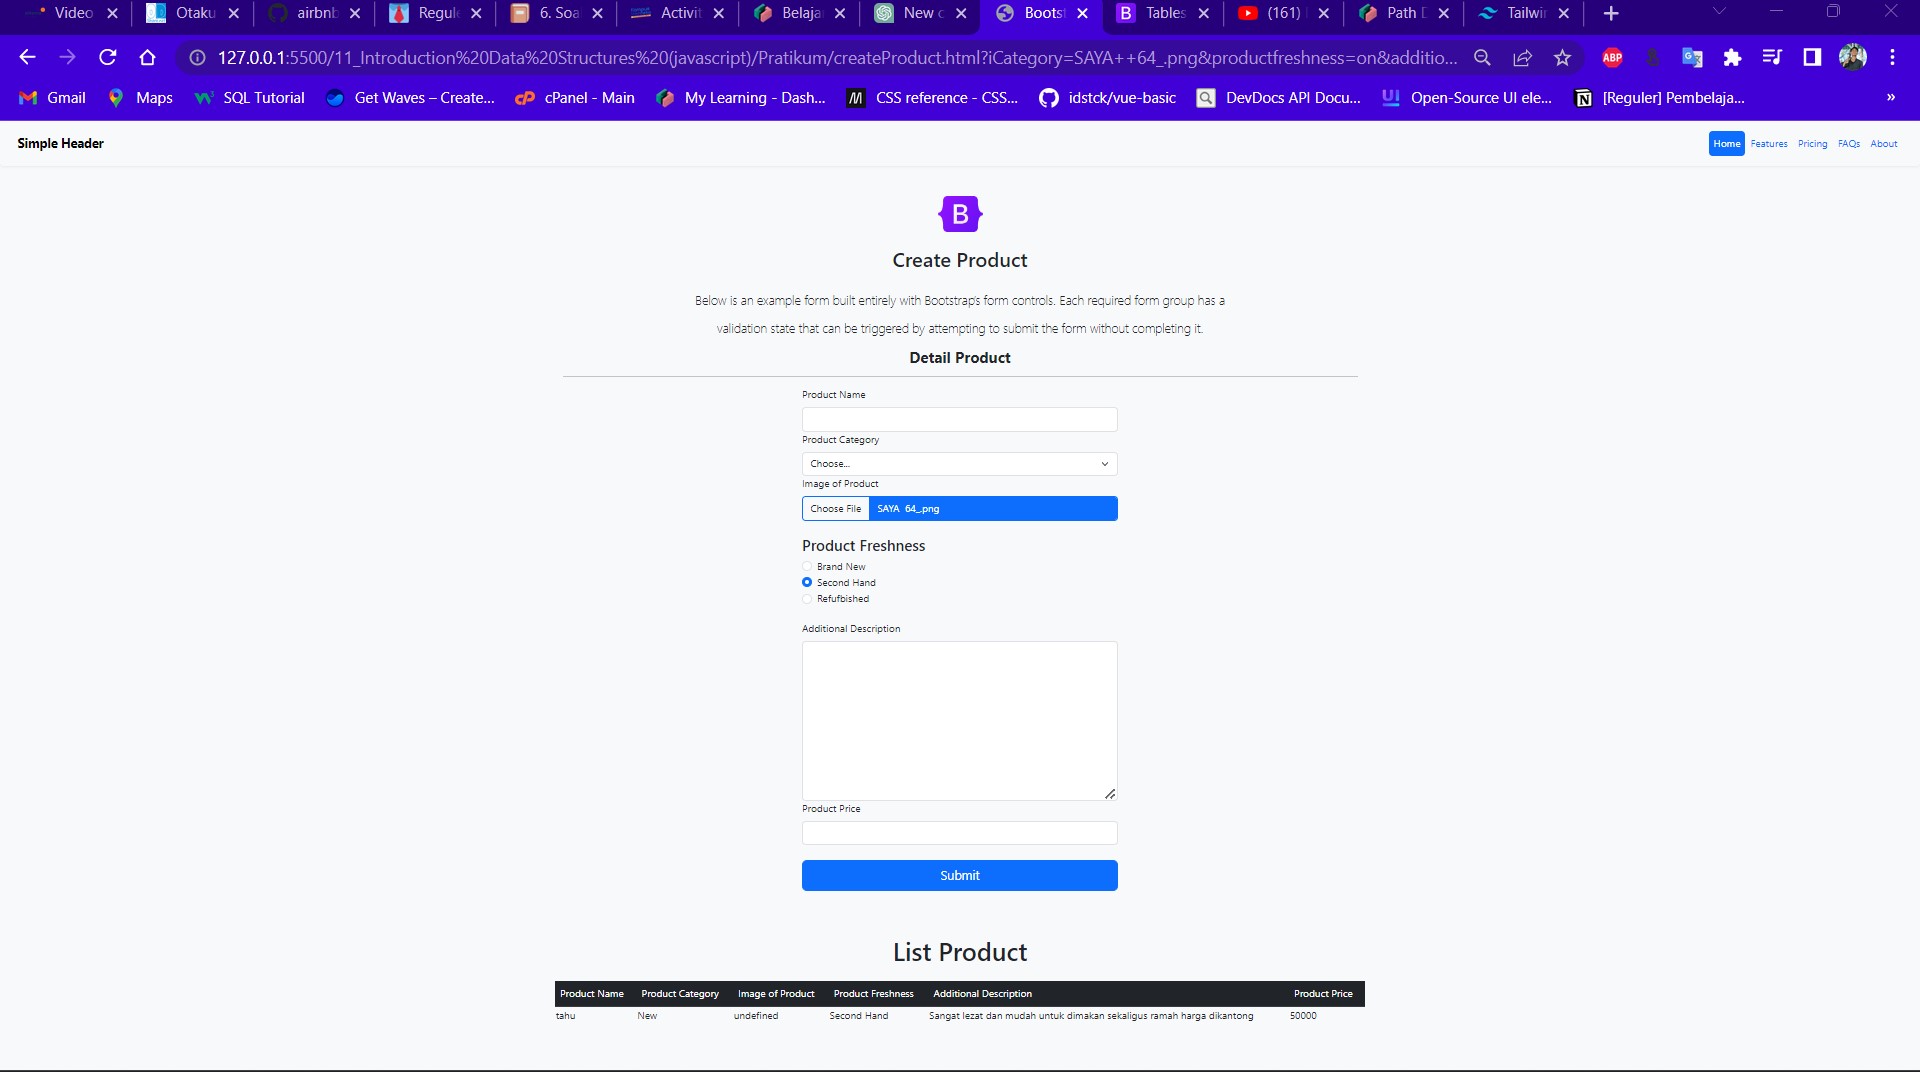 Video
Otaku
airbnb
Regule
6. Soa
Activit
Belaja
New c
Bootst
Tables
(161)
Path D
Tailwin
127.0.0.1:5500/11_Introduction%20Data%20Structures%20(javascript)/Pratikum/createProduct.html?iCategory=SAYA++64_.png&productfreshness=on&additio...
ABP
Gmail
Maps
SQL Tutorial
Get Waves – Create...
cPanel - Main
My Learning - Dash...
CSS reference - CSS...
idstck/vue-basic
DevDocs API Docu...
Open-Source UI ele...
[Reguler] Pembelaja...
»
Simple Header
Home Features Pricing FAQs About
B
Create Product
Below is an example form built entirely with Bootstrap's form controls. Each required form group has a
validation state that can be triggered by attempting to submit the form without completing it.
Detail Product
Product Name
Product Category
Choose...
Image of Product
Choose File SAYA 64_.png
Product Freshness
Brand New
Second Hand
Refufbished
Additional Description
Product Price
Submit
List Product
Product Name Product Category Image of Product Product Freshness Additional Description Product Price
tahu New undefined Second Hand Sangat lezat dan mudah untuk dimakan sekaligus ramah harga dikantong 50000